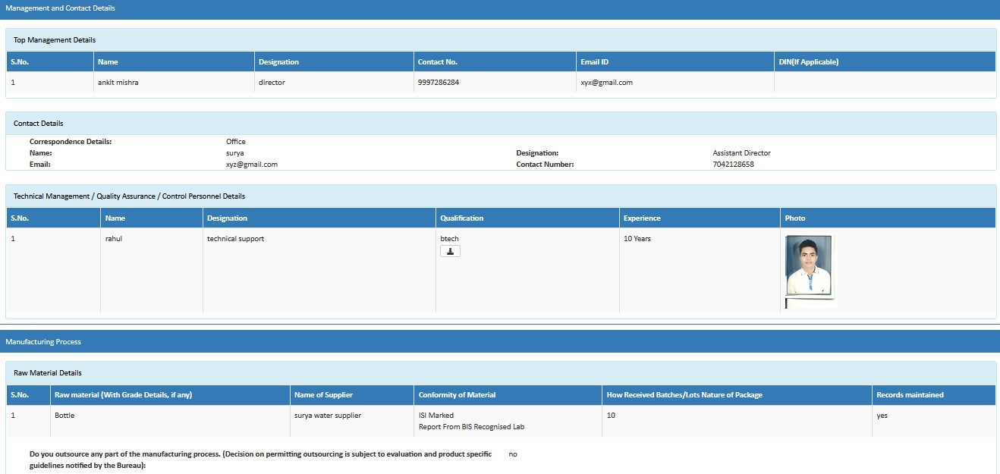 Management and Contact Details
Top Management Details
S.No. Name Designation Contact No. Email ID DIN(If Applicable)
1 ankit mishra director 9997286284 xyx@gmail.com
Contact Details
Correspondence Details: Office
Name: surya Designation: Assistant Director
Email: xyz@gmail.com Contact Number: 7042128658
Technical Management / Quality Assurance / Control Personnel Details
S.No. Name Designation Qualification Experience Photo
1 rahul technical support btech 10 Years
Manufacturing Process
Raw Material Details
S.No. Raw material (With Grade Details, if any) Name of Supplier Conformity of Material How Received Batches/Lots Nature of Package Records maintained
1 Bottle surya water supplier ISI Marked 10 yes
Report From BIS Recognised Lab
Do you outsource any part of the manufacturing process. (Decision on permitting outsourcing is subject to evaluation and product specific no
guidelines notified by the Bureau):